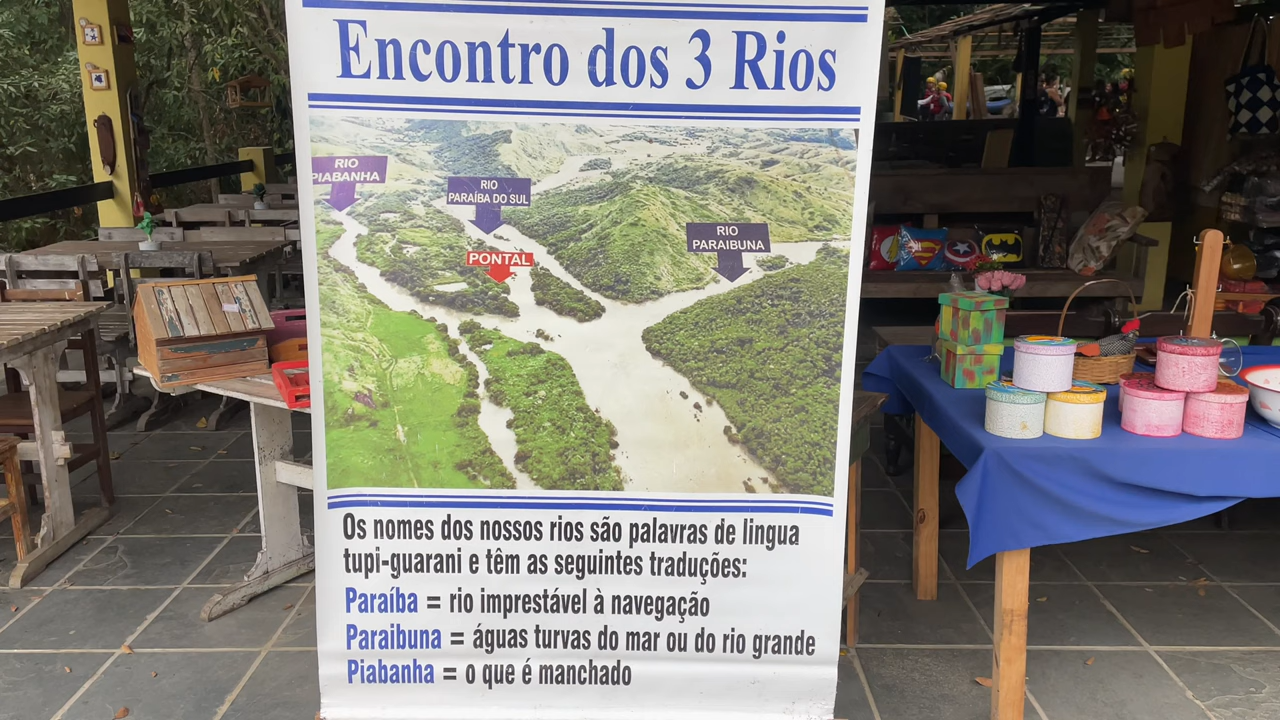 Encontro dos 3 Rios
RIO
PIABANHA
RIO
PARAÍBA DO SUL
RIO
PARAIBUNA
PONTAL
Os nomes dos nossos rios são palavras de lingua
tupi-guarani e têm as seguintes traduções:
Paraíba = rio imprestável à navegação
Paraibuna = águas turvas do mar ou do rio grande
Piabanha = o que é manchado